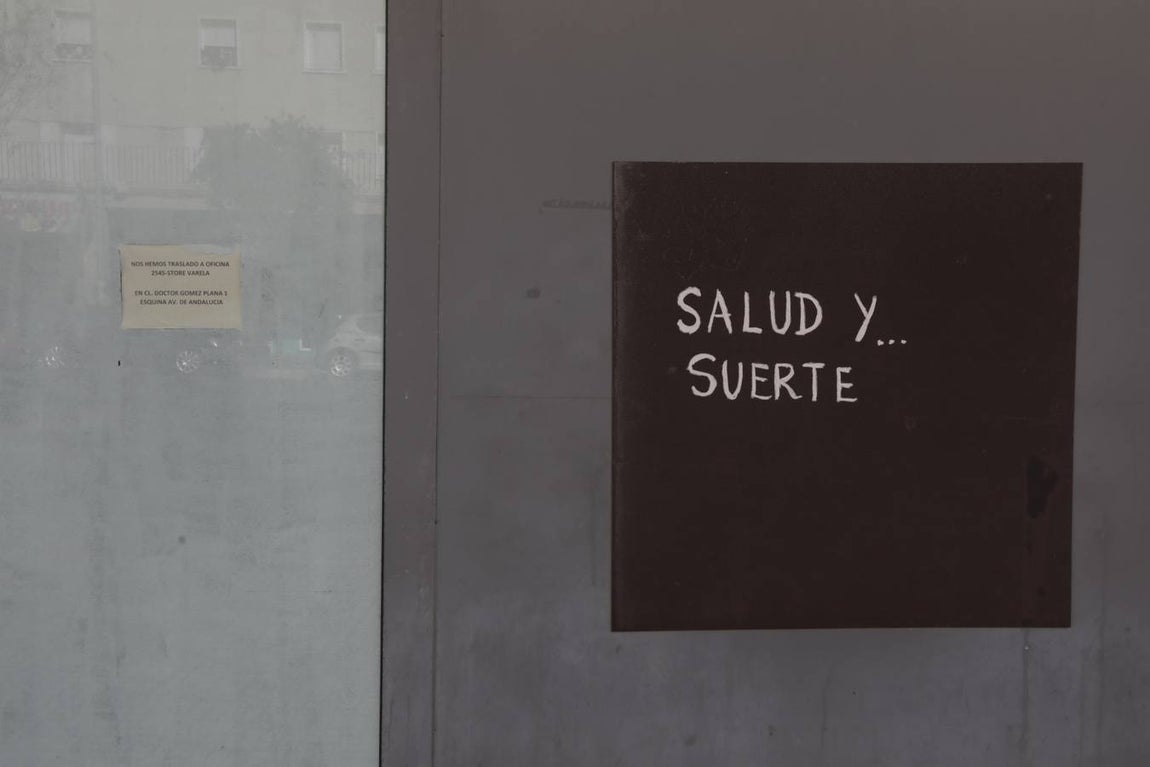 NOS HEMOS TRASLADO A OFICINA
2545-STORE VARELA
EN CL. DOCTOR GOMEZ PLANA 1
ESQUINA AV. DE ANDALUCIA
SALUD Y...
SUERTE